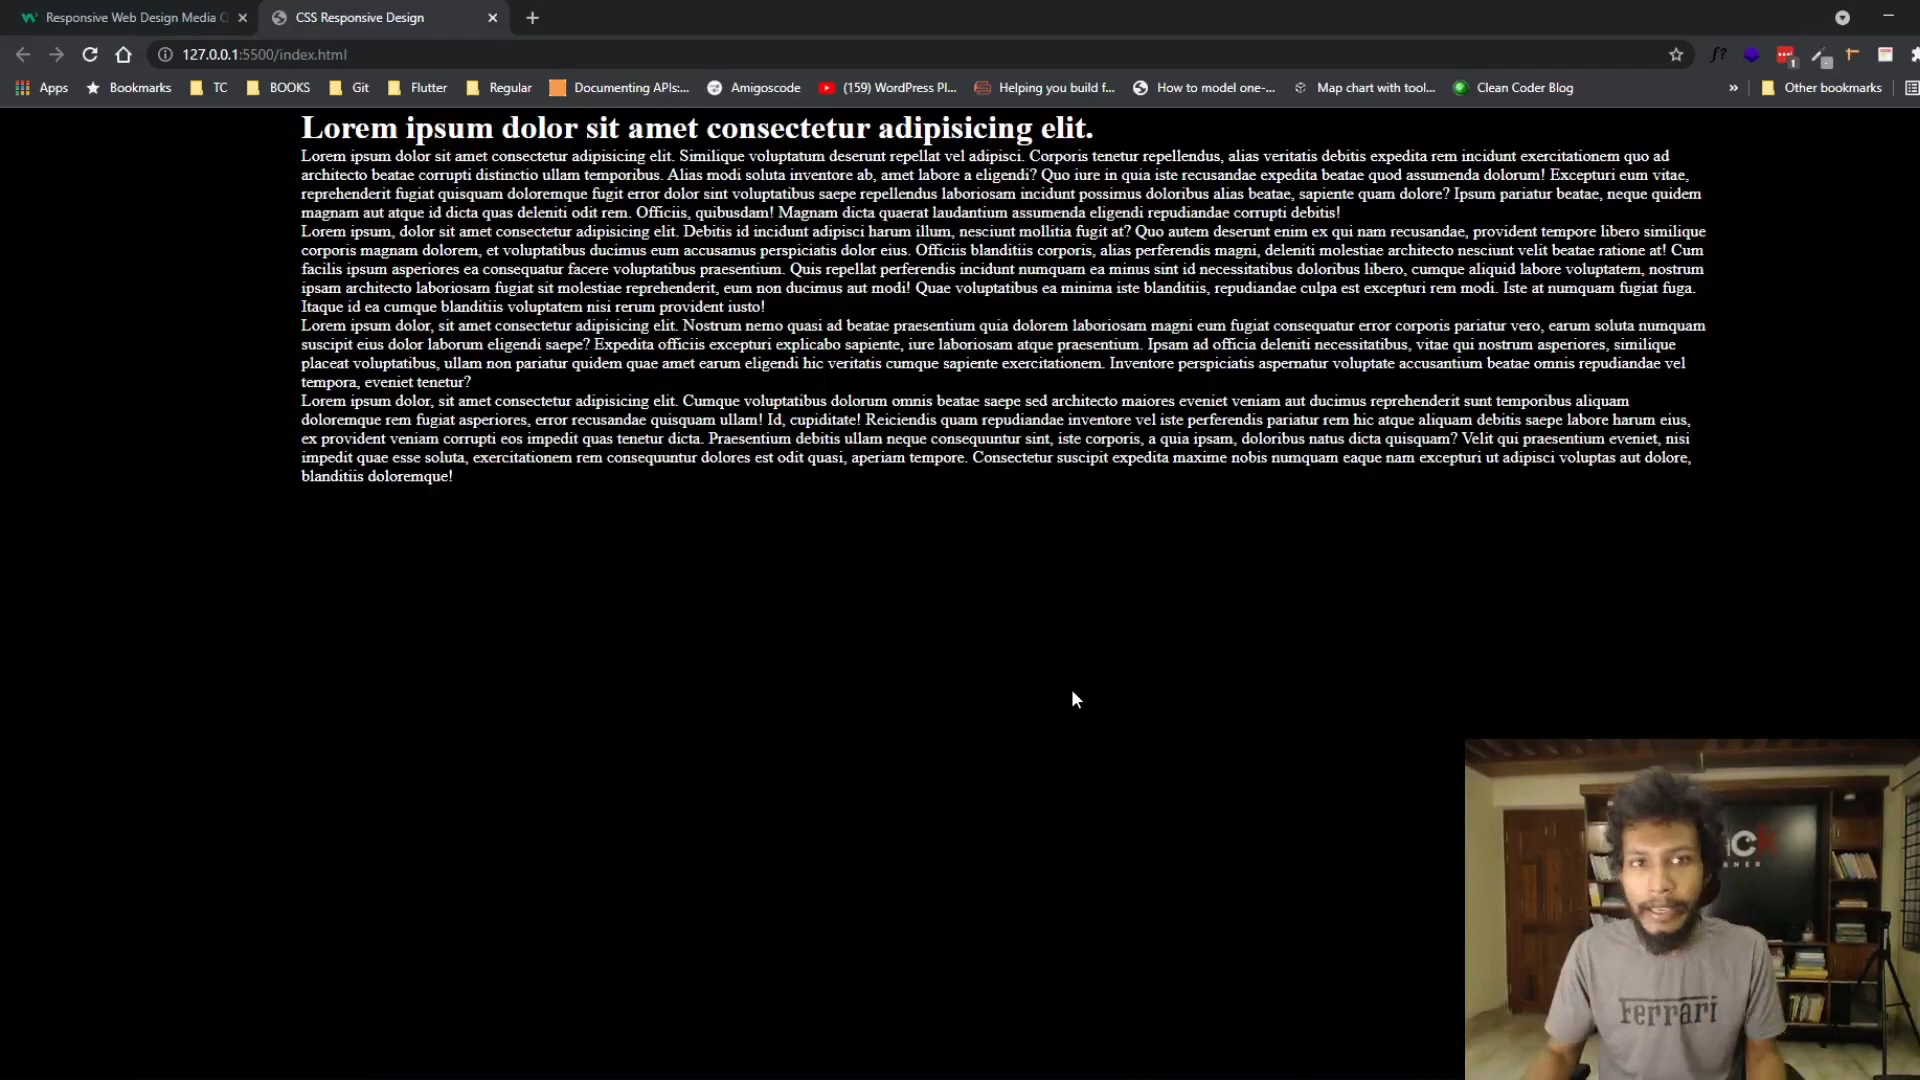 Responsive Web Design Media C
CSS Responsive Design
127.0.0.1:5500/index.html
Apps
Bookmarks
TC
BOOKS
Git
Flutter
Regular
Documenting APIs:...
Amigoscode
(159) WordPress Pl...
Helping you build f...
How to model one-...
Map chart with tool...
Clean Coder Blog
»
Other bookmarks
Lorem ipsum dolor sit amet consectetur adipisicing elit.
Lorem ipsum dolor sit amet consectetur adipisicing elit. Similique voluptatum deserunt repellat vel adipisci. Corporis tenetur repellendus, alias veritatis debitis expedita rem incidunt exercitationem quo ad
architecto beatae corrupti distinctio ullam temporibus. Alias modi soluta inventore ab, amet labore a eligendi? Quo iure in quia iste recusandae expedita beatae quod assumenda dolorum! Excepturi eum vitae,
reprehenderit fugiat quisquam doloremque fugit error dolor sint voluptatibus saepe repellendus laboriosam incidunt possimus doloribus alias beatae, sapiente quam dolore? Ipsum pariatur beatae, neque quidem
magnam aut atque id dicta quas deleniti odit rem. Officiis, quibusdam! Magnam dicta quaerat laudantium assumenda eligendi repudiandae corrupti debitis!
Lorem ipsum, dolor sit amet consectetur adipisicing elit. Debitis id incidunt adipisci harum illum, nesciunt mollitia fugit at? Quo autem deserunt enim ex qui nam recusandae, provident tempore libero similique
corporis magnam dolorem, et voluptatibus ducimus eum accusamus perspiciatis dolor eius. Officiis blanditiis corporis, alias perferendis magni, deleniti molestiae architecto nesciunt velit beatae ratione at! Cum
facilis ipsum asperiores ea consequatur facere voluptatibus praesentium. Quis repellat perferendis incidunt numquam ea minus sint id necessitatibus doloribus libero, cumque aliquid labore voluptatem, nostrum
ipsam architecto laboriosam fugiat sit molestiae reprehenderit, eum non ducimus aut modi! Quae voluptatibus ea minima iste blanditiis, repudiandae culpa est excepturi rem modi. Iste at numquam fugiat fuga.
Itaque id ea cumque blanditiis voluptatem nisi rerum provident iusto!
Lorem ipsum dolor, sit amet consectetur adipisicing elit. Nostrum nemo quasi ad beatae praesentium quia dolorem laboriosam magni eum fugiat consequatur error corporis pariatur vero, earum soluta numquam
suscipit eius dolor laborum eligendi saepe? Expedita officiis excepturi explicabo sapiente, iure laboriosam atque praesentium. Ipsam ad officia deleniti necessitatibus, vitae qui nostrum asperiores, similique
placeat voluptatibus, ullam non pariatur quidem quae amet earum eligendi hic veritatis cumque sapiente exercitationem. Inventore perspiciatis aspernatur voluptate accusantium beatae omnis repudiandae vel
tempora, eveniet tenetur?
Lorem ipsum dolor, sit amet consectetur adipisicing elit. Cumque voluptatibus dolorum omnis beatae saepe sed architecto maiores eveniet veniam aut ducimus reprehenderit sunt temporibus aliquam
doloremque rem fugiat asperiores, error recusandae quisquam ullam! Id, cupiditate! Reiciendis quam repudiandae inventore vel iste perferendis pariatur rem hic atque aliquam debitis saepe labore harum eius,
ex provident veniam corrupti eos impedit quas tenetur dicta. Praesentium debitis ullam neque consequuntur sint, iste corporis, a quia ipsam, doloribus natus dicta quisquam? Velit qui praesentium eveniet, nisi
impedit quae esse soluta, exercitationem rem consequuntur dolores est odit quasi, aperiam tempore. Consectetur suscipit expedita maxime nobis numquam eaque nam excepturi ut adipisci voluptas aut dolore,
blanditiis doloremque!
Ferrari